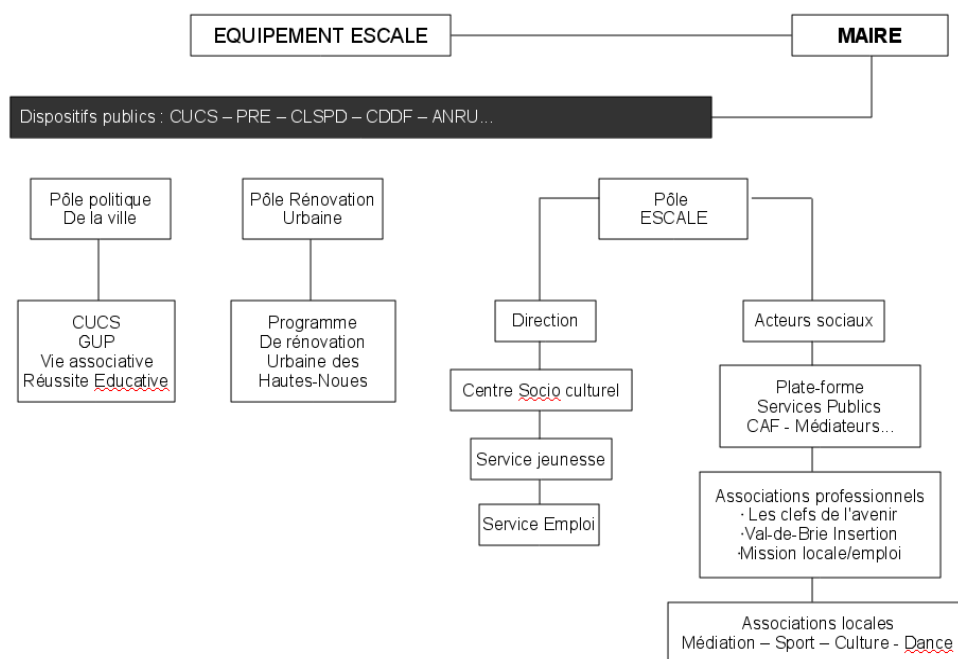 EQUIPEMENT ESCALE
MAIRE
Dispositifs publics : CUCS – PRE – CLSPD – CDDF – ANRU...
Pôle politique
De la ville
Pôle Rénovation
Urbaine
Pôle
ESCALE
CUCS
GUP
Vie associative
Réussite Educative
Programme
De rénovation
Urbaine des
Hautes-Noues
Direction
Centre Socio culturel
Service jeunesse
Service Emploi
Acteurs sociaux
Plate-forme
Services Publics
CAF - Médiateurs...
Associations professionnels
· Les clefs de l'avenir
·Val-de-Brie Insertion
·Mission locale/emploi
Associations locales
Médiation – Sport – Culture - Dance